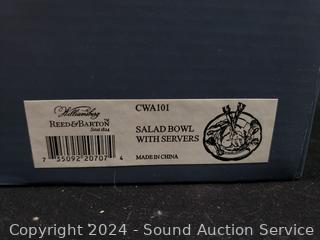 Williamsburg
REED & BARTON™
Since 1824
7 35092 20707 4
CWA101
SALAD BOWL
WITH SERVERS
MADE IN CHINA
Copyright 2024 - Sound Auction Service